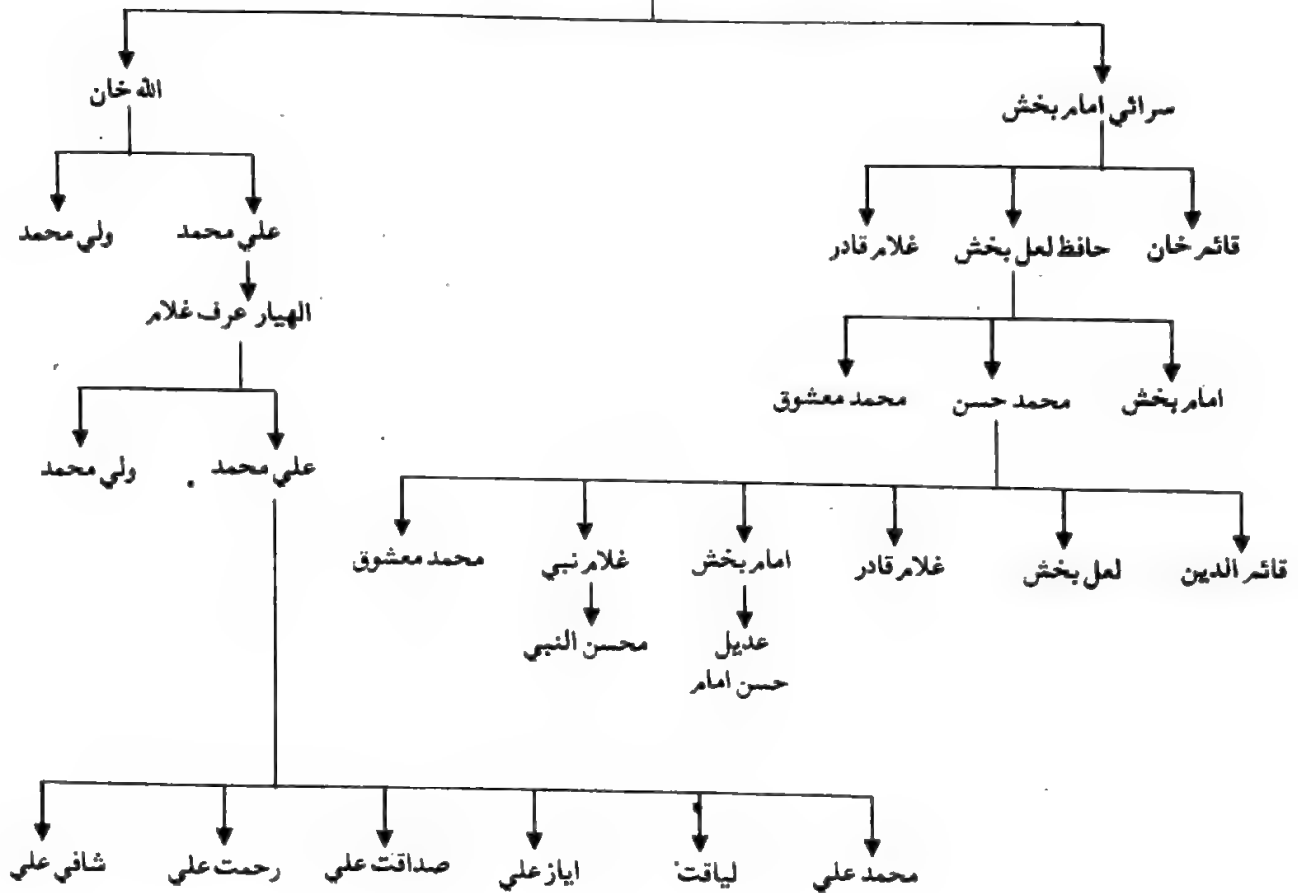 سرائي امام بخش
الله خان
قائم خان
حافظ لعل بخش
غلام قادر
علي محمد
ولي محمد
الهيار عرف غلام
امام بخش
محمد حسن
محمد معشوق
علي محمد
ولي محمد
قائم الدين
لعل بخش
غلام قادر
امام بخش
غلام نبي
محمد معشوق
عديل
حسن امام
محسن النبي
محمد علي
لياقت
اياز علي
صداقت علي
رحمت علي
شافي علي